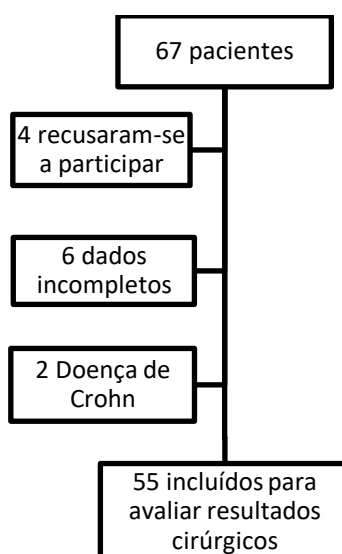 67 pacientes
4 recusaram-se
a participar
6 dados
incompletos
2 Doença de
Crohn
55 incluídos para
avaliar resultados
cirúrgicos